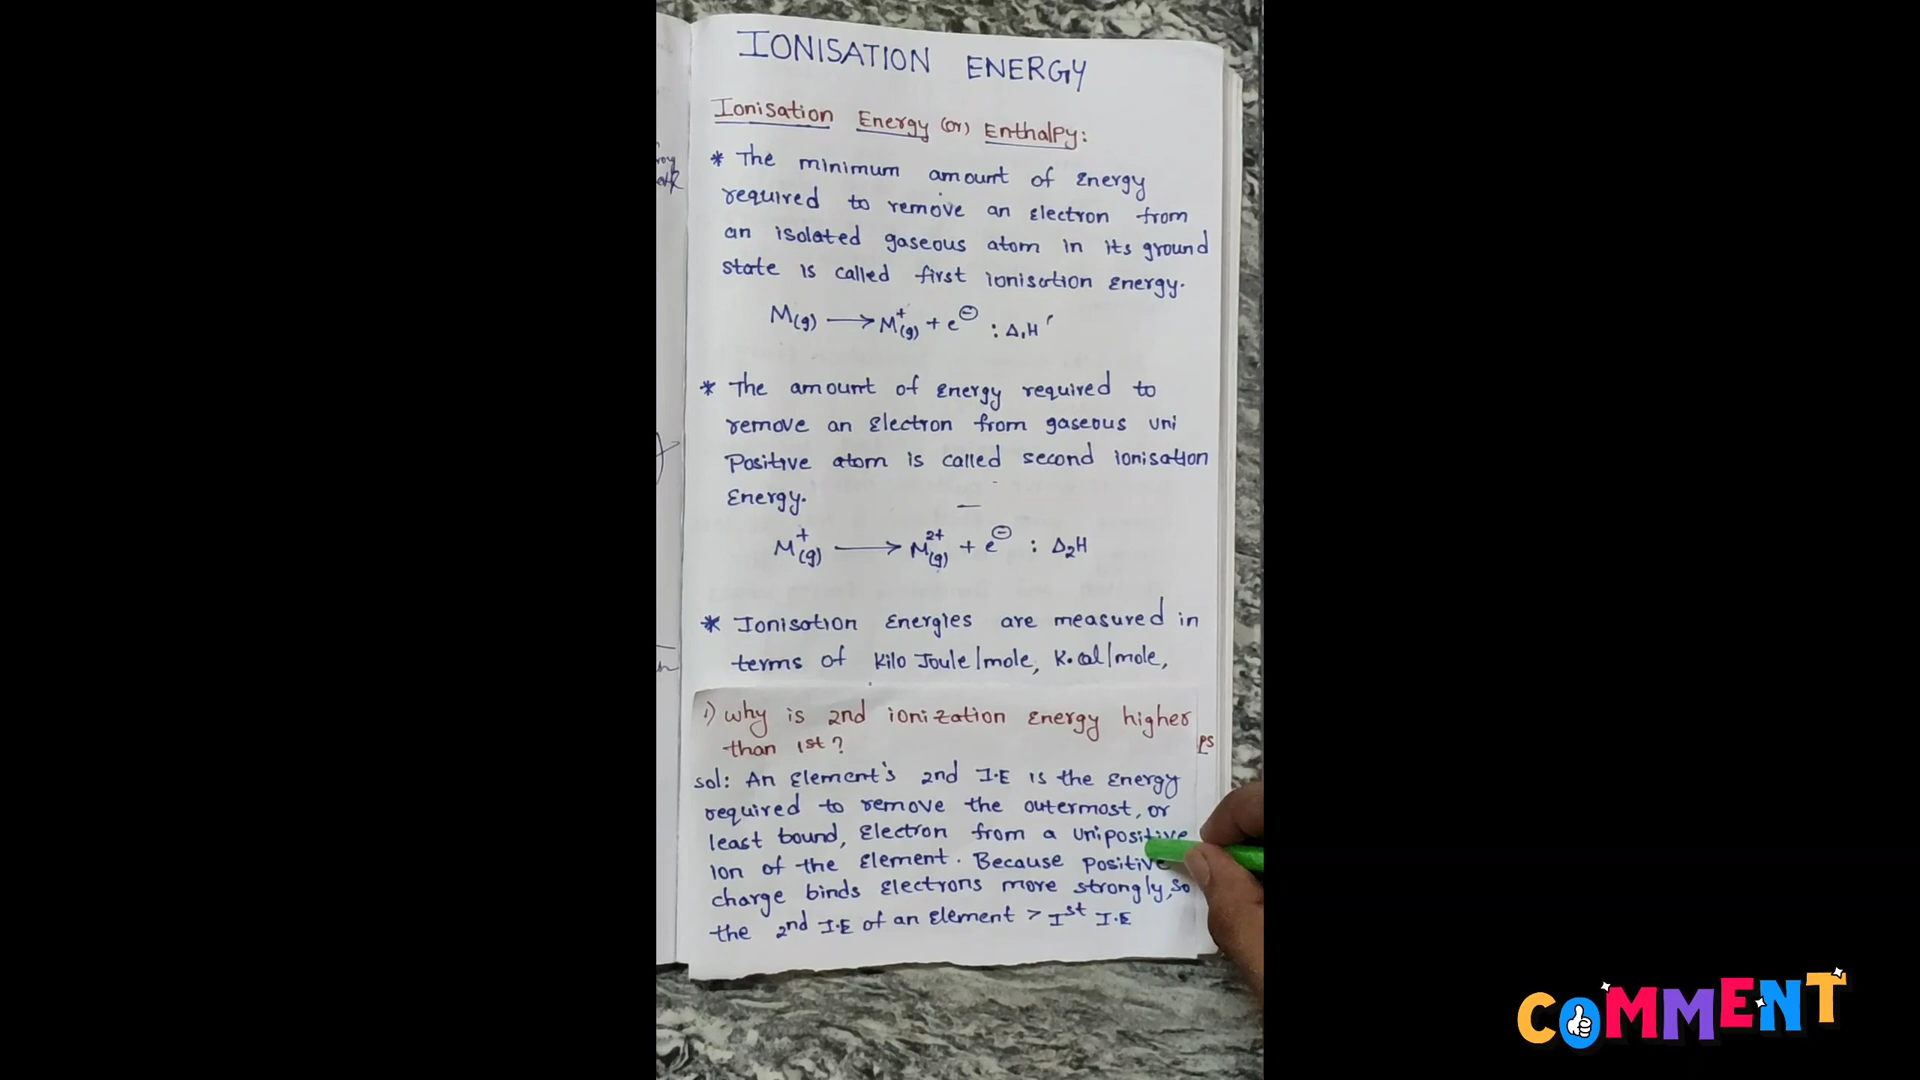 IONISATION ENERGY
Ionisation Energy (or) Enthalpy:
* The minimum amount of energy
required to remove an electron from
an isolated gaseous atom in its ground
state is called first ionisation energy.
M(g) ⟶ M⁺(g) + e⊖ : Δ₁H
* The amount of energy required to
remove an electron from gaseous uni
positive atom is called second ionisation
Energy.
M⁺(g) ⟶ M²⁺(g) + e⊖ : Δ₂H
* Ionisation energies are measured in
terms of Kilo Joule/mole, K.cal/mole,
1) Why is 2nd ionization energy higher
than 1st?
ps
sol: An element's 2nd I.E is the energy
required to remove the outermost, or
least bound, electron from a unipositive
ion of the element. Because positive
charge binds electrons more strongly, so
the 2nd I.E of an element > Ist I.E
COMMENT